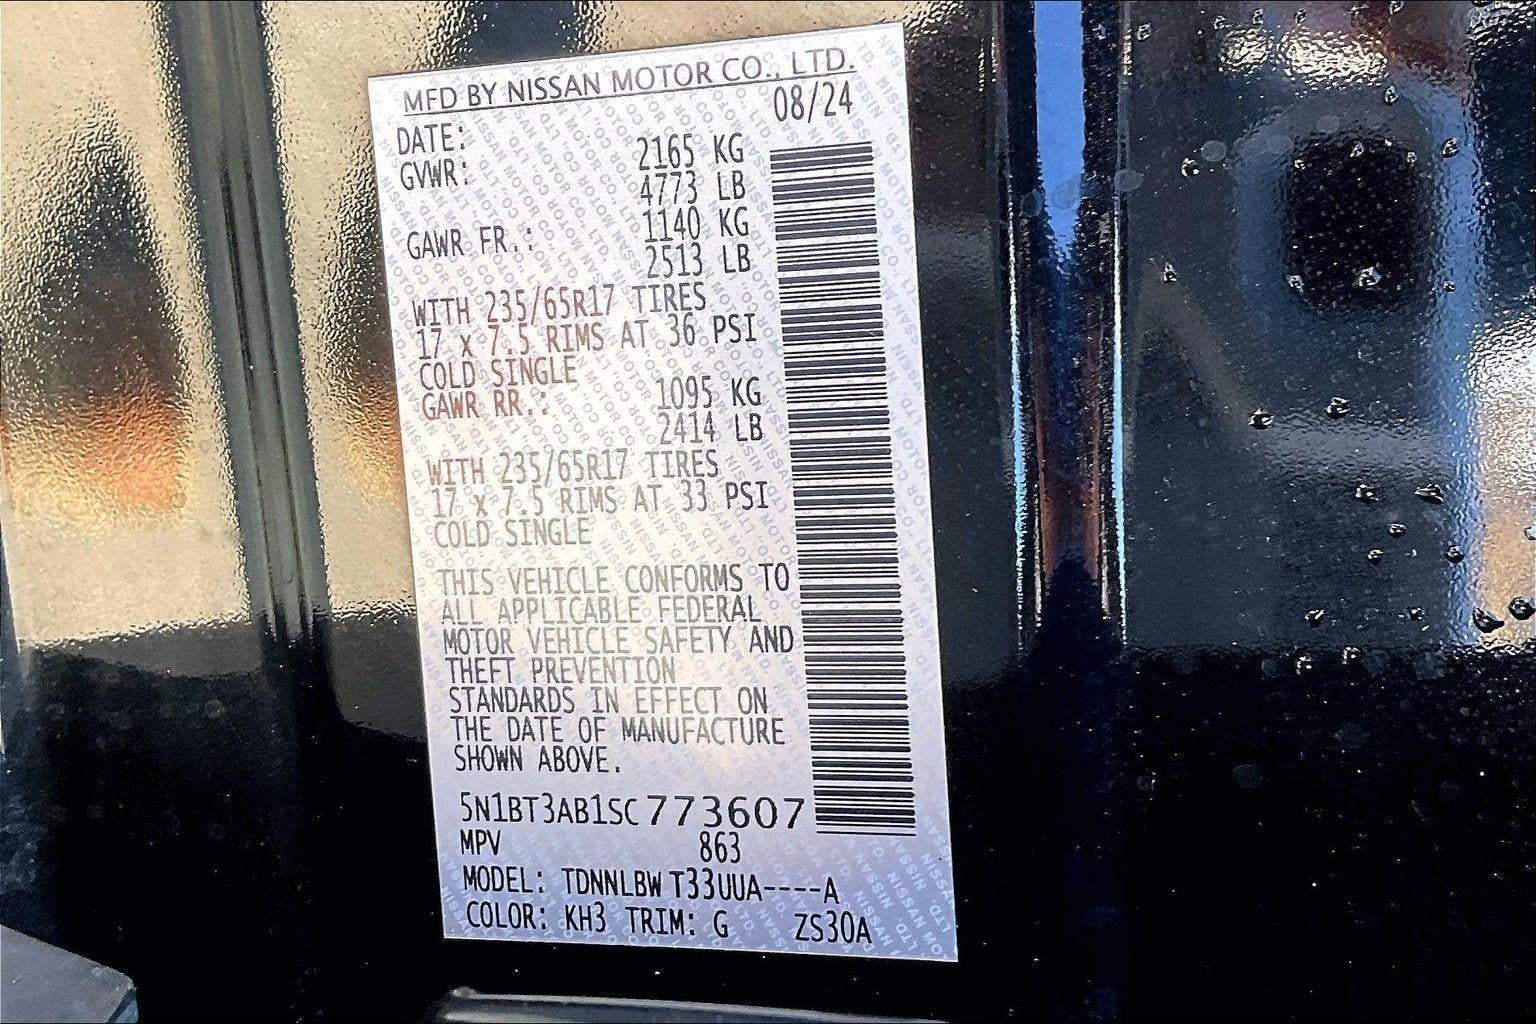 MFD BY NISSAN MOTOR CO., LTD.
DATE: 08/24
GVWR: 2165 KG
4773 LB
GAWR FR.: 1140 KG
2513 LB
WITH 235/65R17 TIRES
17 x 7.5 RIMS AT 36 PSI
COLD SINGLE
GAWR RR.: 1095 KG
2414 LB
WITH 235/65R17 TIRES
17 x 7.5 RIMS AT 33 PSI
COLD SINGLE
THIS VEHICLE CONFORMS TO
ALL APPLICABLE FEDERAL
MOTOR VEHICLE SAFETY AND
THEFT PREVENTION
STANDARDS IN EFFECT ON
THE DATE OF MANUFACTURE
SHOWN ABOVE.
5N1BT3AB1SC773607
MPV 863
MODEL: TDNNLBW T33UUA----A
COLOR: KH3 TRIM: G ZS30A